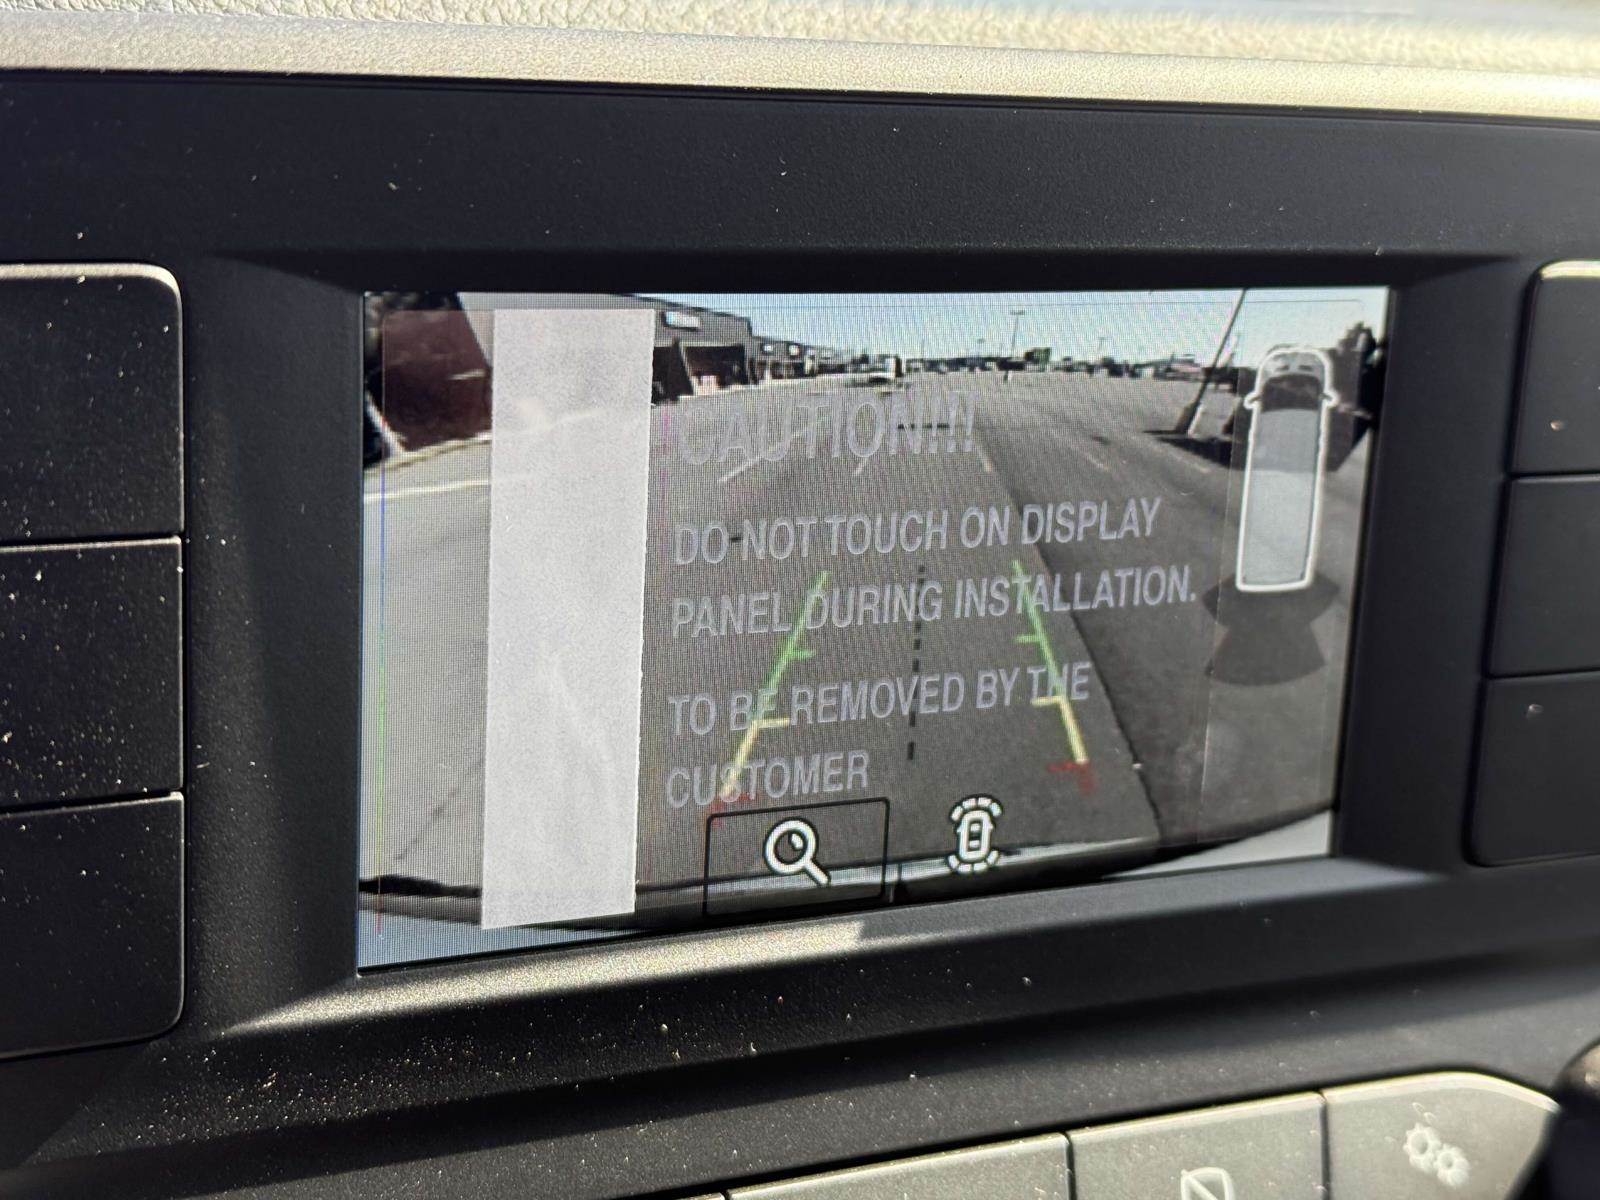 CAUTION!!!
DO NOT TOUCH ON DISPLAY
PANEL DURING INSTALLATION.
TO BE REMOVED BY THE
CUSTOMER